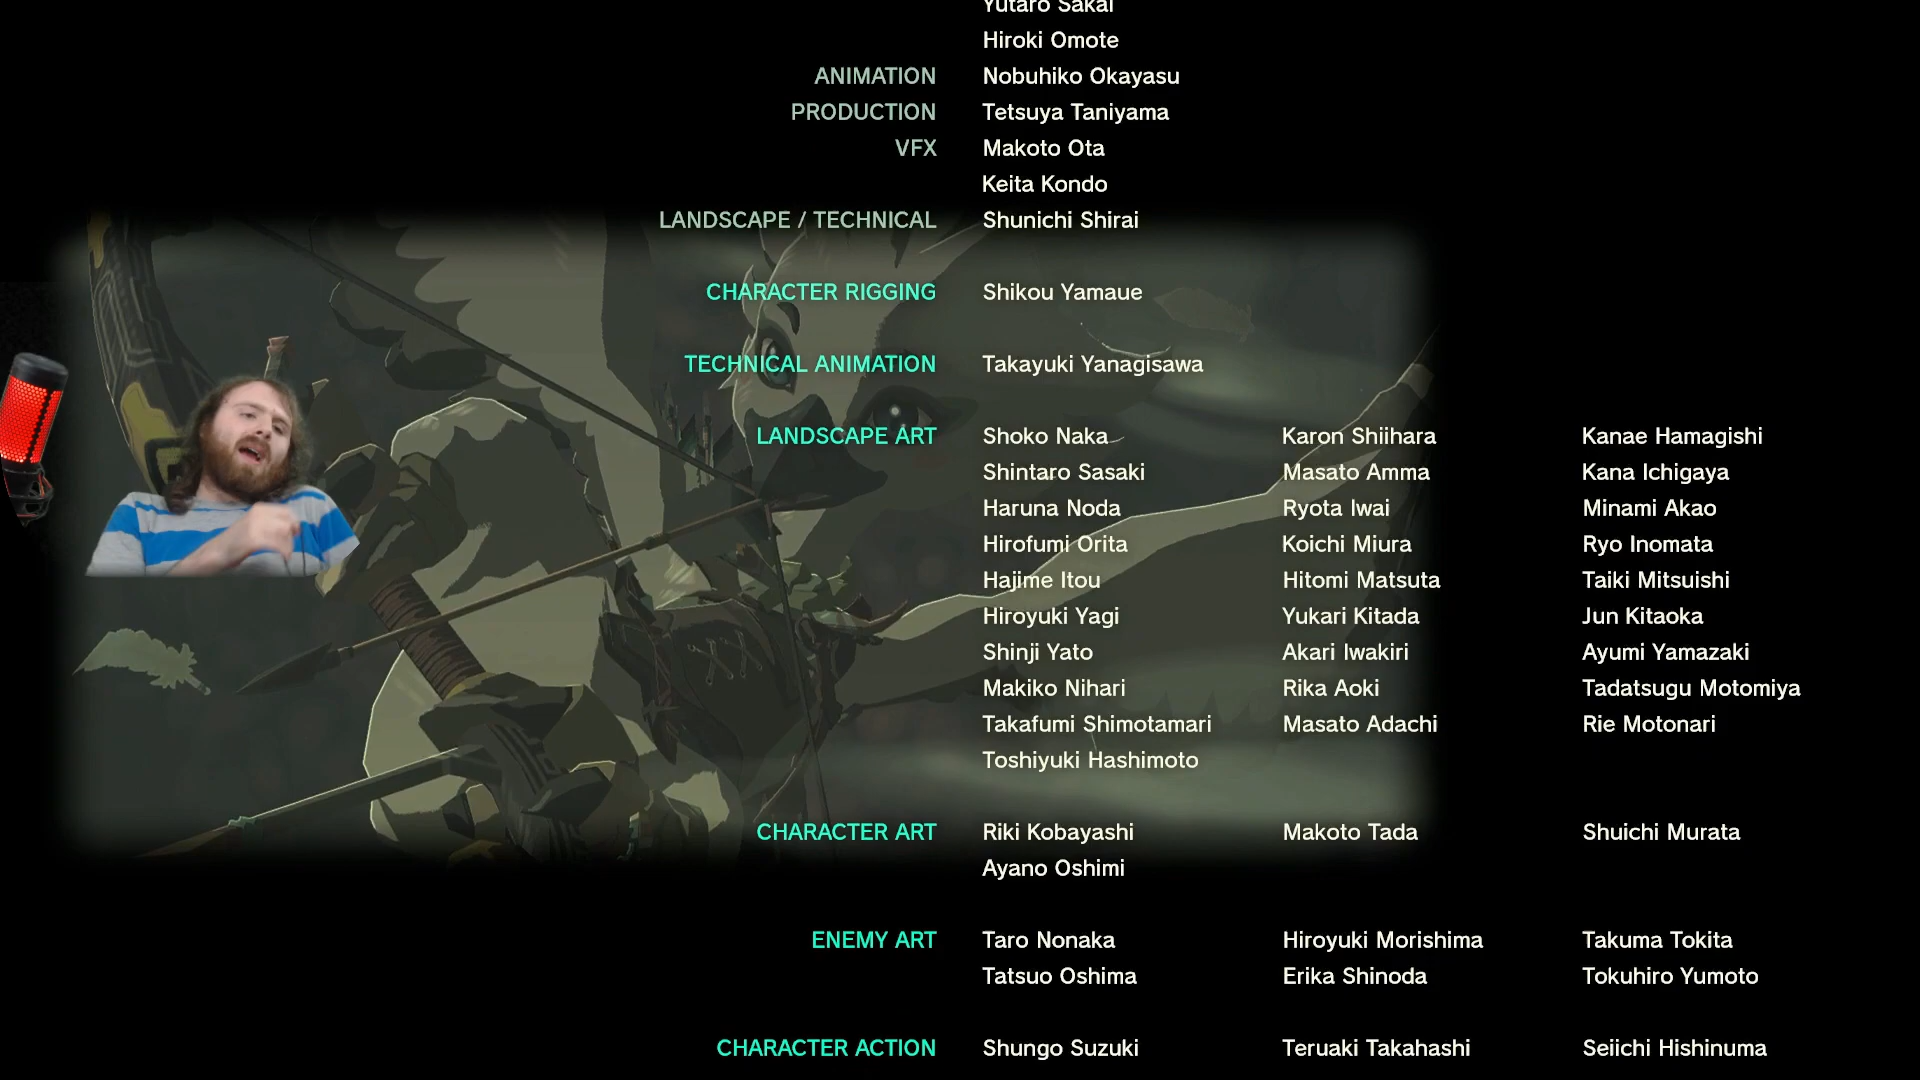 Yutaro Sakai
Hiroki Omote
ANIMATION Nobuhiko Okayasu
PRODUCTION Tetsuya Taniyama
VFX Makoto Ota
Keita Kondo
LANDSCAPE / TECHNICAL Shunichi Shirai
CHARACTER RIGGING Shikou Yamaue
TECHNICAL ANIMATION Takayuki Yanagisawa
LANDSCAPE ART Shoko Naka Karon Shiihara Kanae Hamagishi
Shintaro Sasaki Masato Amma Kana Ichigaya
Haruna Noda Ryota Iwai Minami Akao
Hirofumi Orita Koichi Miura Ryo Inomata
Hajime Itou Hitomi Matsuta Taiki Mitsuishi
Hiroyuki Yagi Yukari Kitada Jun Kitaoka
Shinji Yato Akari Iwakiri Ayumi Yamazaki
Makiko Nihari Rika Aoki Tadatsugu Motomiya
Takafumi Shimotamari Masato Adachi Rie Motonari
Toshiyuki Hashimoto
CHARACTER ART Riki Kobayashi Makoto Tada Shuichi Murata
Ayano Oshimi
ENEMY ART Taro Nonaka Hiroyuki Morishima Takuma Tokita
Tatsuo Oshima Erika Shinoda Tokuhiro Yumoto
CHARACTER ACTION Shungo Suzuki Teruaki Takahashi Seiichi Hishinuma